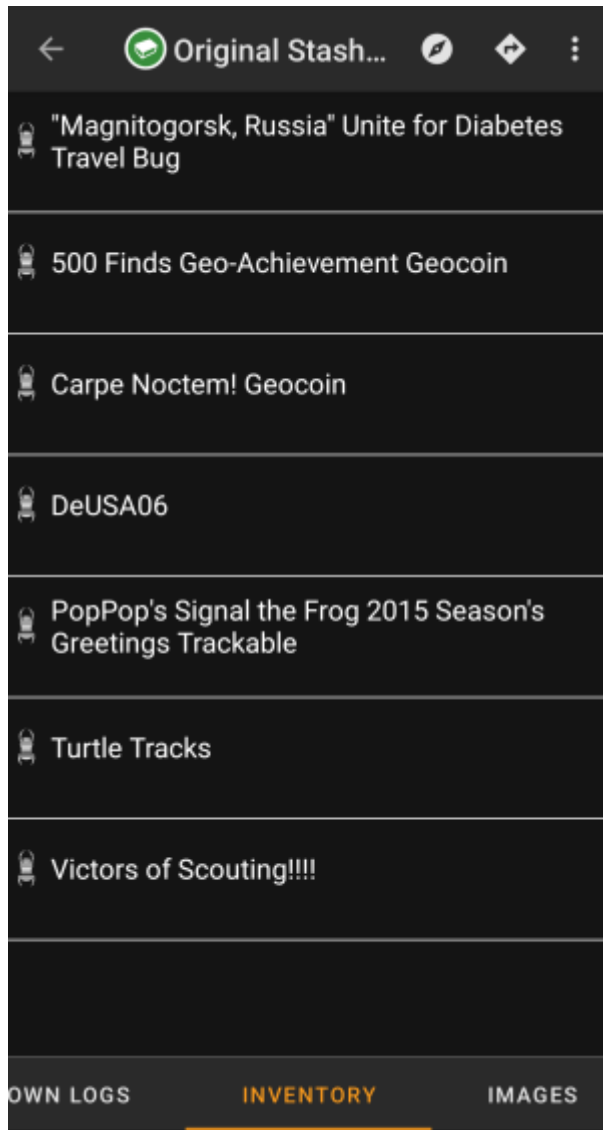 Original Stash...
"Magnitogorsk, Russia" Unite for Diabetes
Travel Bug
500 Finds Geo-Achievement Geocoin
Carpe Noctem! Geocoin
DeUSA06
PopPop's Signal the Frog 2015 Season's
Greetings Trackable
Turtle Tracks
Victors of Scouting!!!!
OWN LOGS INVENTORY IMAGES